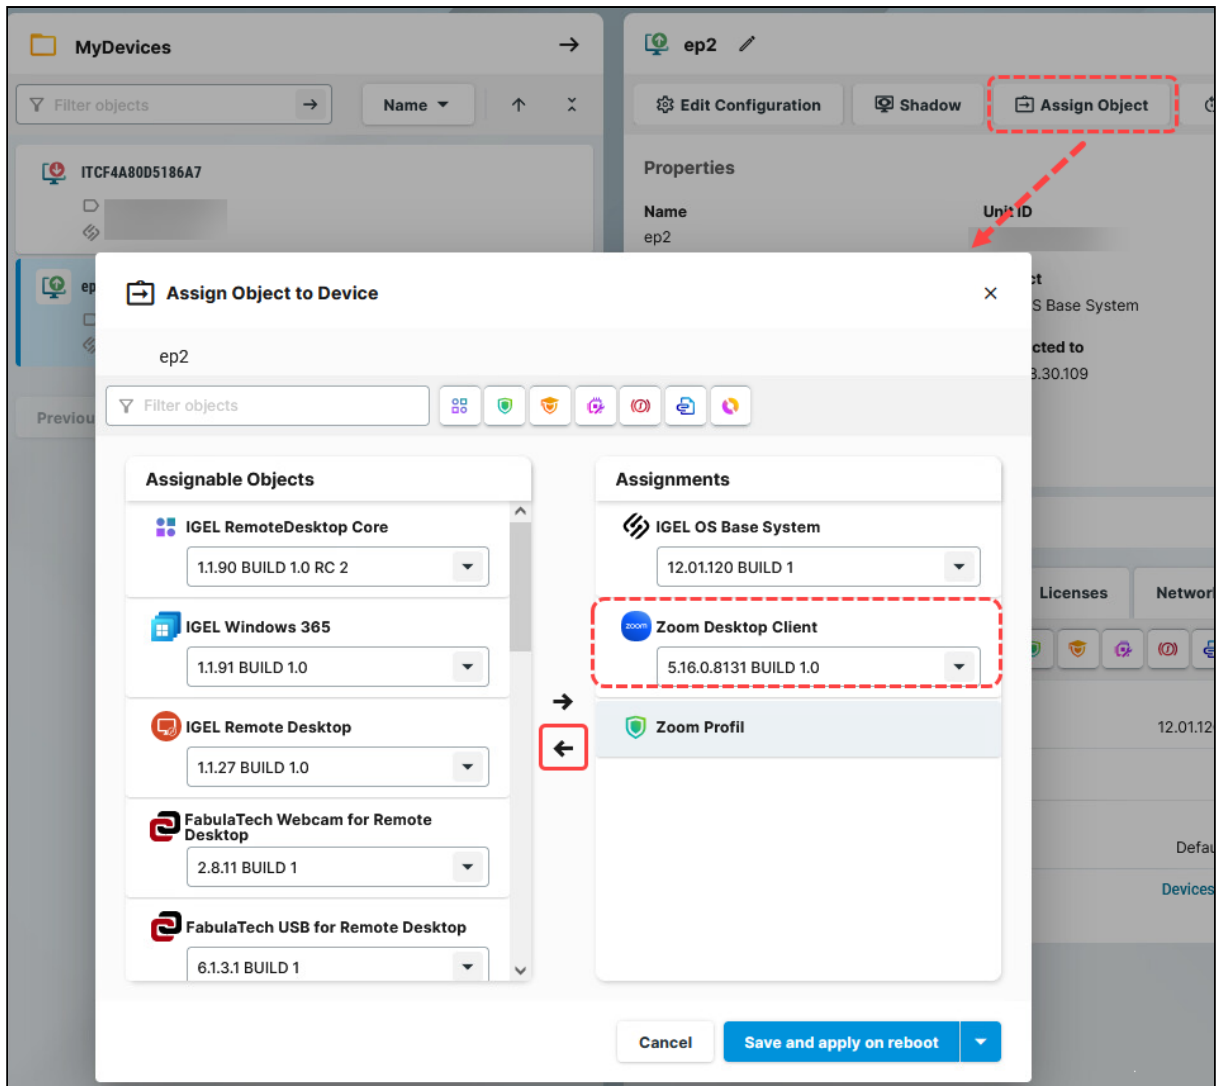 MyDevices
Filter objects
Name
ITCF4A80D5186A7
ep
Previou
ep2
Edit Configuration
Shadow
Assign Object
Properties
Name
Unit ID
ep2
ct
S Base System
cted to
3.30.109
Licenses
Network
12.01.12
Defau
Devices
Assign Object to Device
ep2
Filter objects
Assignable Objects
IGEL RemoteDesktop Core
1.1.90 BUILD 1.0 RC 2
IGEL Windows 365
1.1.91 BUILD 1.0
IGEL Remote Desktop
1.1.27 BUILD 1.0
FabulaTech Webcam for Remote
Desktop
2.8.11 BUILD 1
FabulaTech USB for Remote Desktop
6.1.3.1 BUILD 1
Assignments
IGEL OS Base System
12.01.120 BUILD 1
zoom
Zoom Desktop Client
5.16.0.8131 BUILD 1.0
Zoom Profil
Cancel
Save and apply on reboot